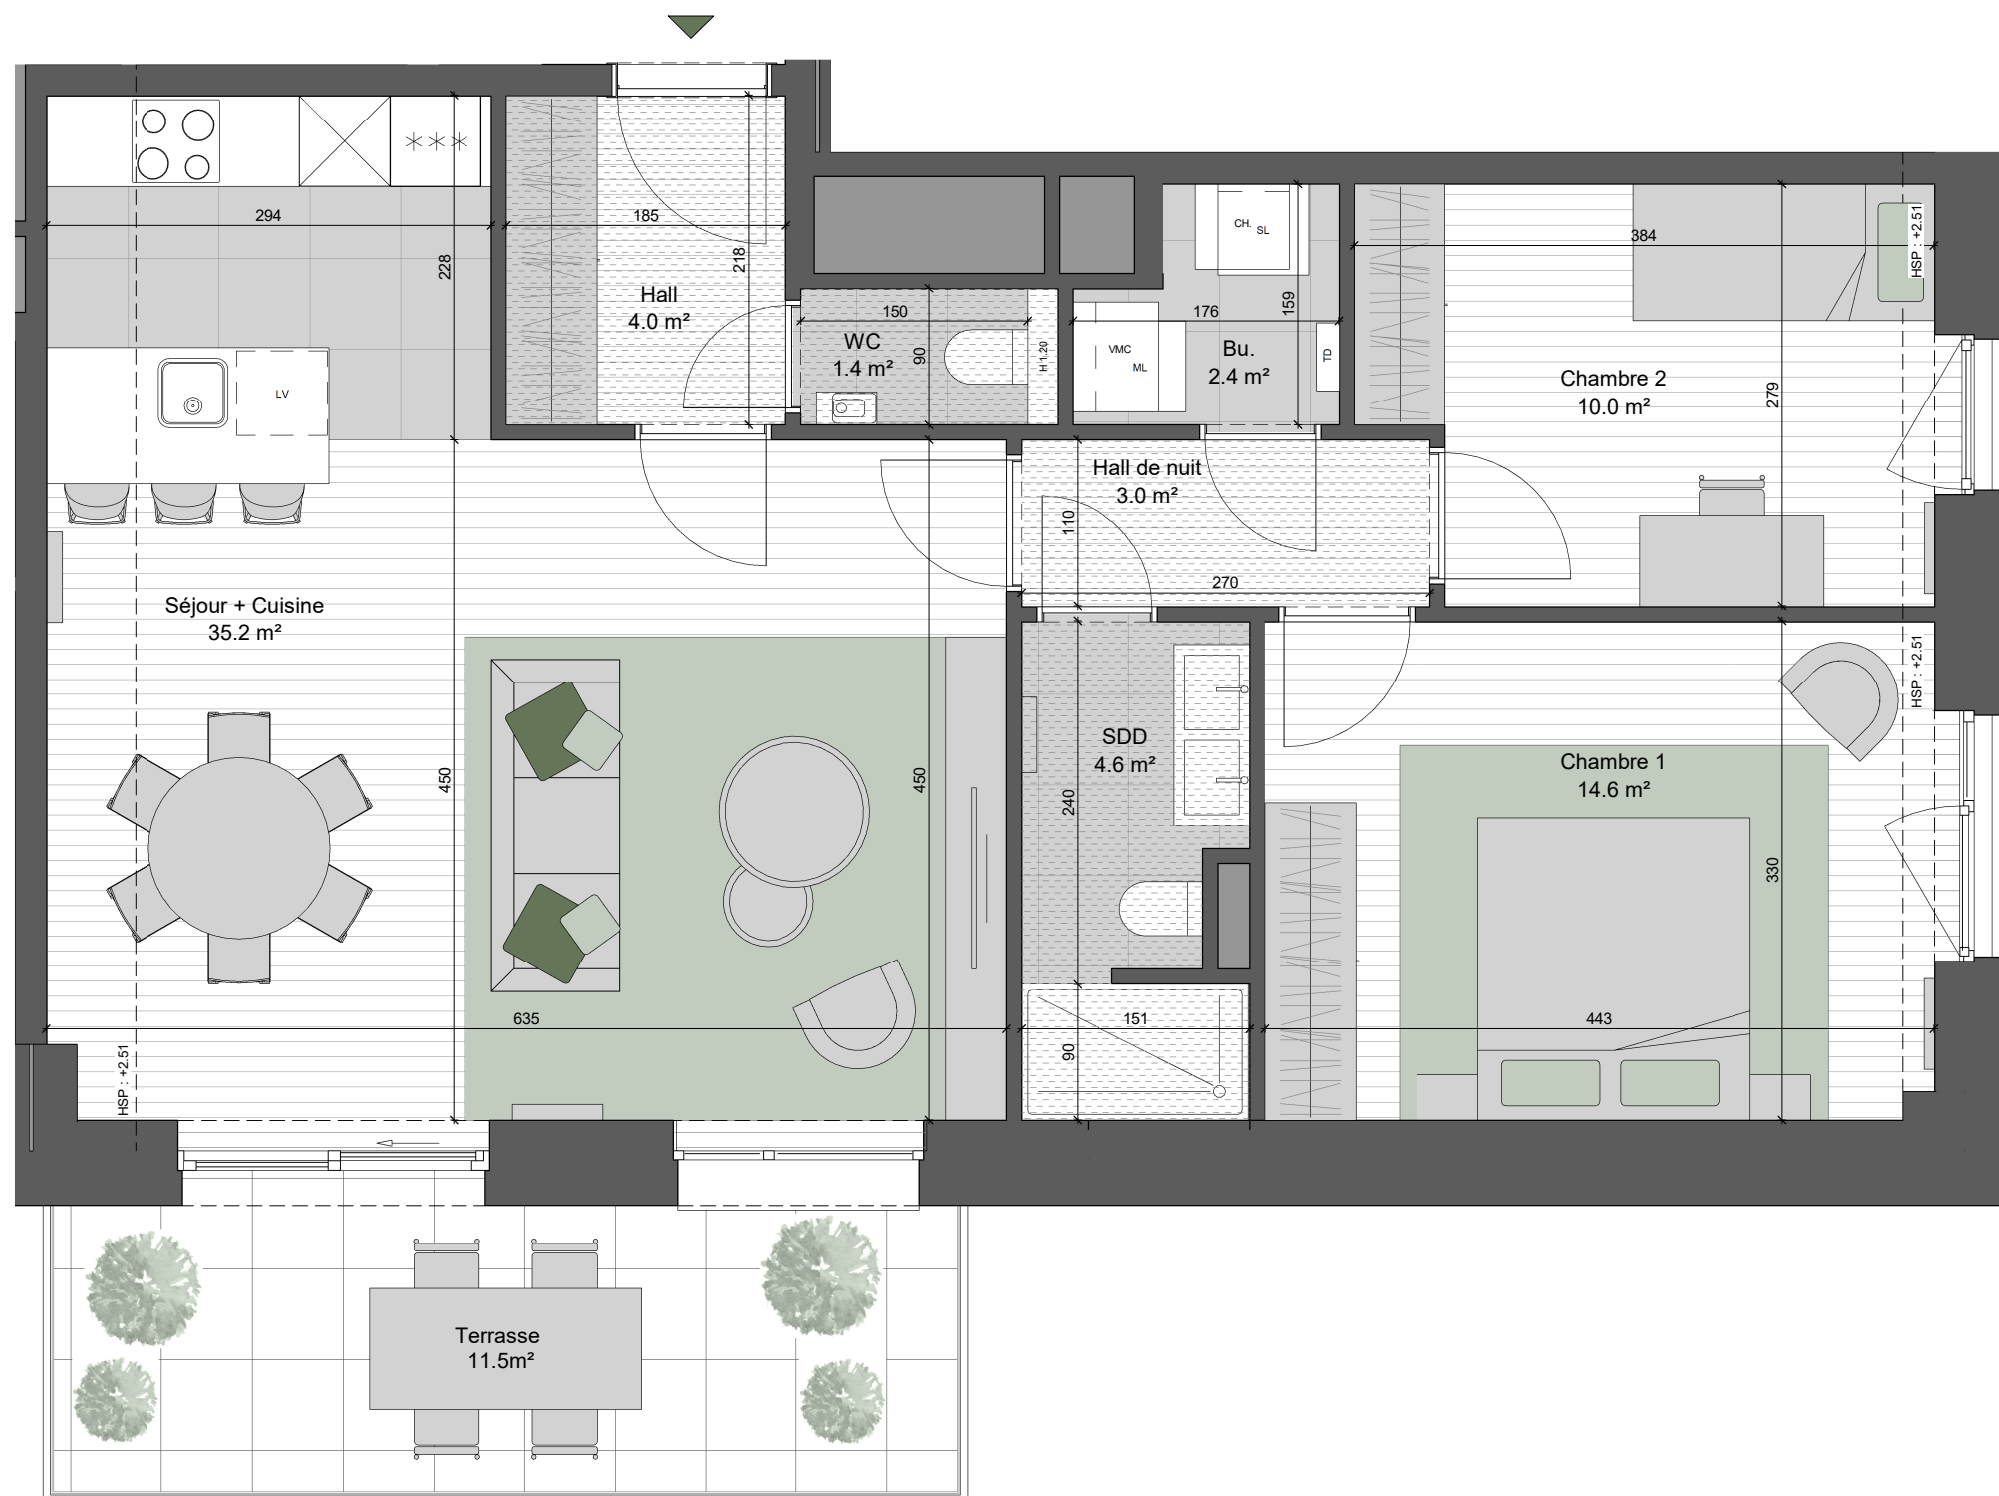 294
228
185
218
Hall
4.0 m²
WC
1.4 m²
150
90
H 1.20
CH.
SL
176
159
VMC
ML
Bu.
2.4 m²
TD
384
HSP : +2.51
Chambre 2
10.0 m²
279
LV
Hall de nuit
3.0 m²
110
270
Séjour + Cuisine
35.2 m²
450
450
635
HSP : +2.51
SDD
4.6 m²
240
151
90
HSP : +2.51
Chambre 1
14.6 m²
330
443
Terrasse
11.5m²